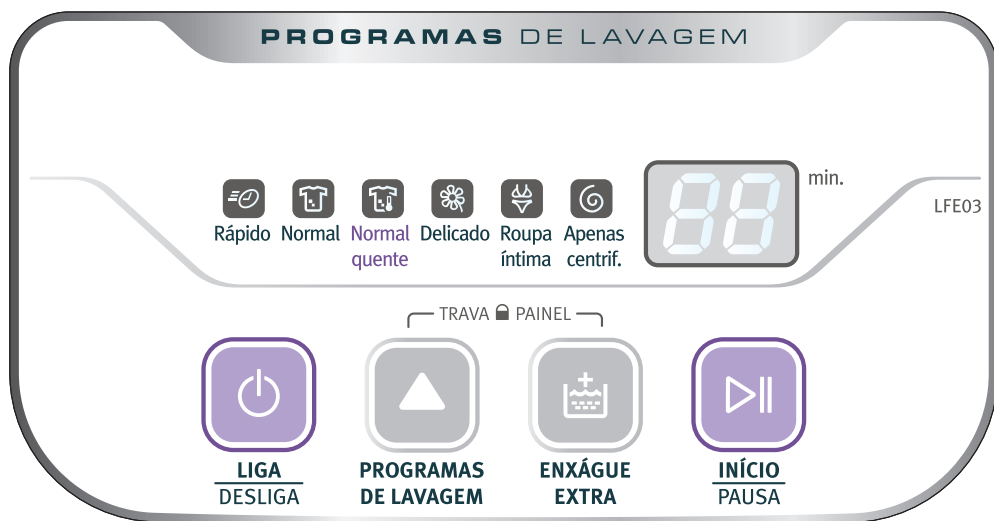 PROGRAMAS DE LAVAGEM
88 min.
LFE03
Rápido Normal Normal Delicado Roupa Apenas
quente íntima centrif.
TRAVA PAINEL
LIGA PROGRAMAS ENXÁGUE INÍCIO
DESLIGA DE LAVAGEM EXTRA PAUSA